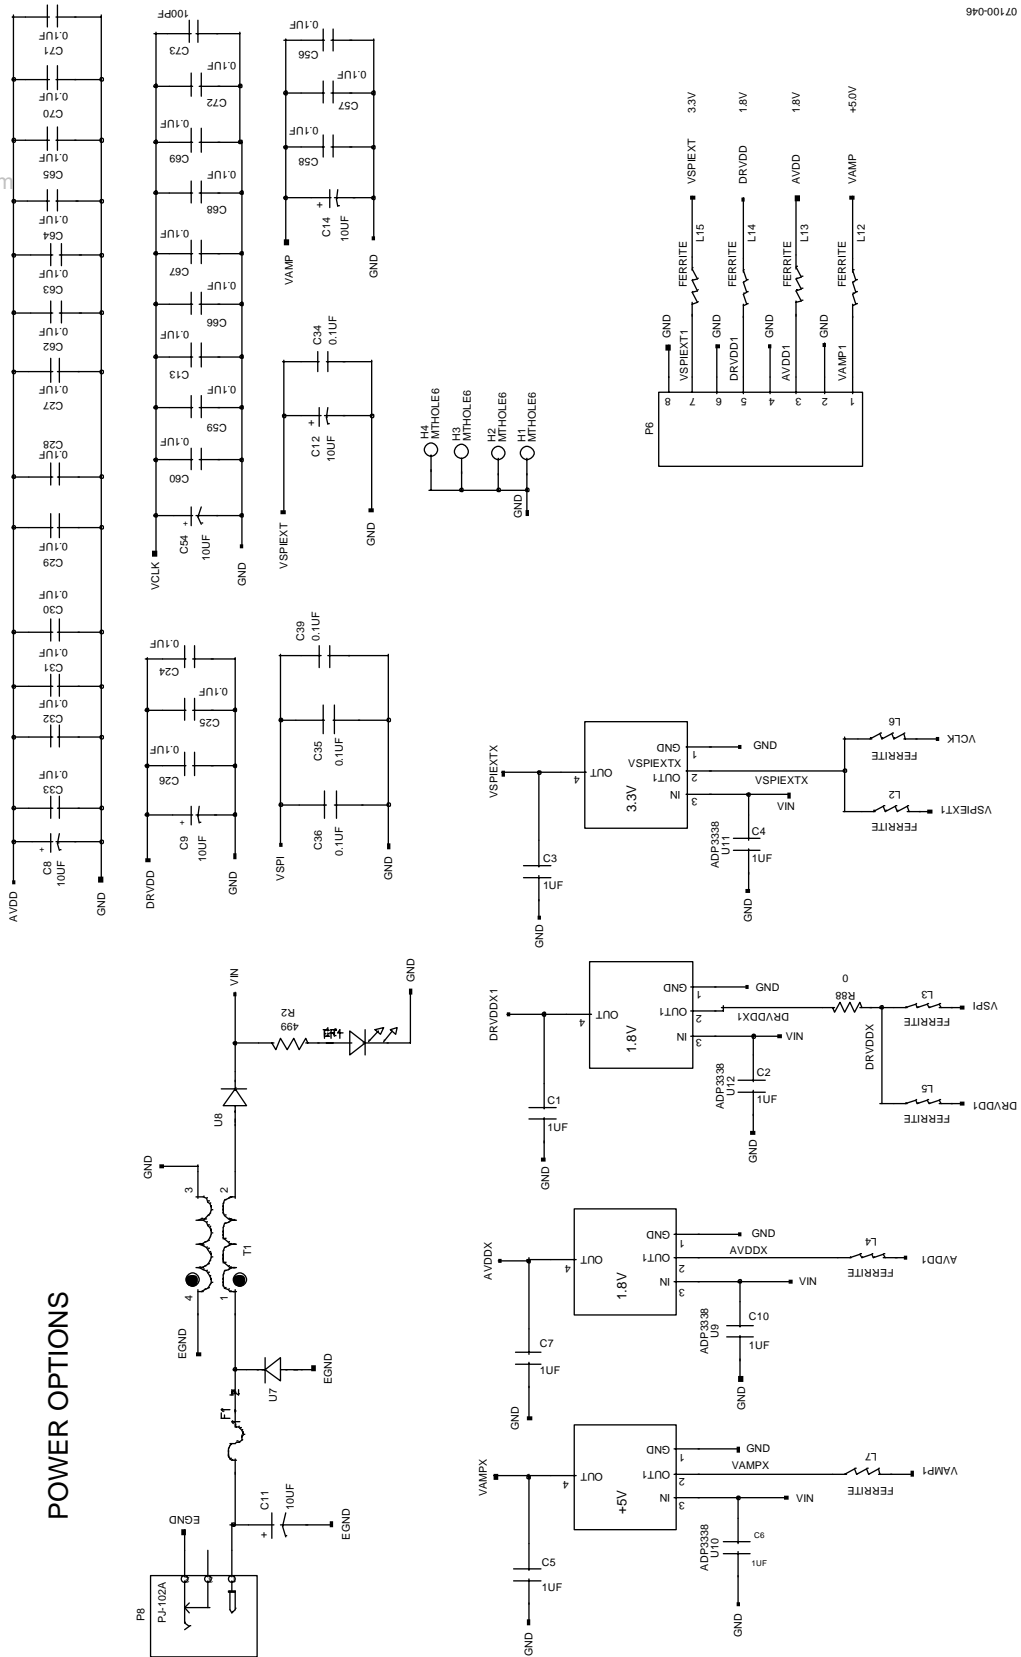 POWER OPTIONS
P8
PJ-102A
EGND
C11
10UF
EGND
F1
U7
EGND
EGND
4
3
GND
1
2
T1
U8
VIN
R2
499
GND
AVDD
GND
C8
10UF
C33
0.1UF
C32
0.1UF
C31
0.1UF
C30
0.1UF
C29
0.1UF
C28
0.1UF
C27
0.1UF
C62
0.1UF
C63
0.1UF
C64
0.1UF
C65
0.1UF
C70
0.1UF
C71
0.1UF
DRVDD
GND
C9
10UF
C26
0.1UF
C25
0.1UF
C24
0.1UF
VCLK
GND
C54
10UF
C60
0.1UF
C59
0.1UF
C13
0.1UF
C66
0.1UF
C67
0.1UF
C68
0.1UF
C69
0.1UF
C72
0.1UF
C73
100PF
VSPI
GND
C36
0.1UF
C35
0.1UF
C39
0.1UF
VSPIEXT
GND
C12
10UF
C34
0.1UF
VAMP
GND
C14
10UF
C58
0.1UF
C57
0.1UF
C56
0.1UF
H4
MTHOLE6
H3
MTHOLE6
H2
MTHOLE6
H1
MTHOLE6
GND
VAMPX
GND
C5
1UF
+5V
OUT
4
GND
1
OUT1
2
IN
3
ADP3338
U10
GND
VAMPX
VIN
C6
1UF
GND
L7
FERRITE
VAMP1
AVDDX
GND
C7
1UF
1.8V
OUT
4
GND
1
OUT1
2
IN
3
ADP3338
U9
GND
AVDDX
VIN
C10
1UF
GND
L4
FERRITE
AVDD1
DRVDDX1
GND
C1
1UF
1.8V
OUT
4
GND
1
OUT1
2
IN
3
ADP3338
U12
GND
DRVDDX1
VIN
C2
1UF
GND
R88
0
DRVDDX
L5
FERRITE
DRVDD1
L3
FERRITE
VSPI
VSPIEXTX
GND
C3
1UF
3.3V
OUT
4
GND
1
VSPIEXTX
OUT1
2
IN
3
ADP3338
U11
GND
VSPIEXTX
VIN
C4
1UF
GND
L2
FERRITE
VSPIEXT1
L6
FERRITE
VCLK
P6
8
GND
7
VSPIEXT1
FERRITE
L15
VSPIEXT
3.3V
6
GND
5
DRVDD1
FERRITE
L14
DRVDD
1.8V
4
GND
3
AVDD1
FERRITE
L13
AVDD
1.8V
2
GND
1
VAMP1
FERRITE
L12
VAMP
+5.0V
07100-046